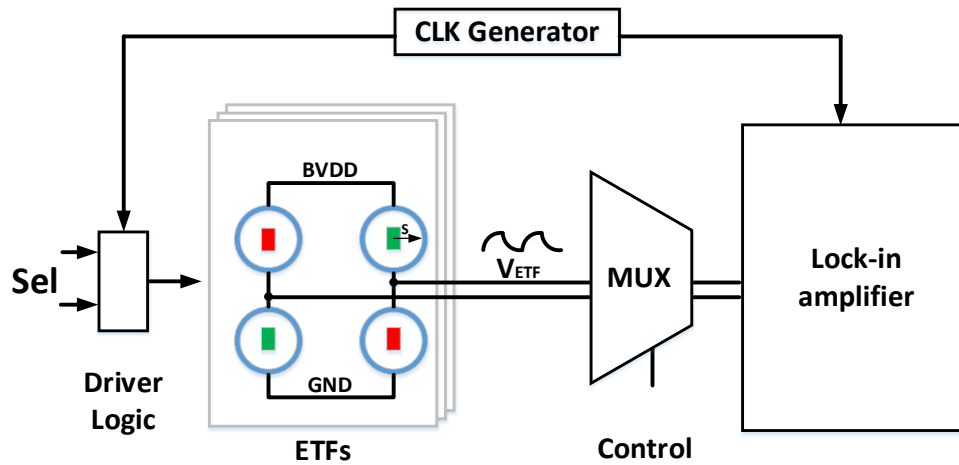 CLK Generator
BVDD
S
Sel
VETF
MUX
Lock-in
amplifier
GND
Driver
Logic
ETFs
Control